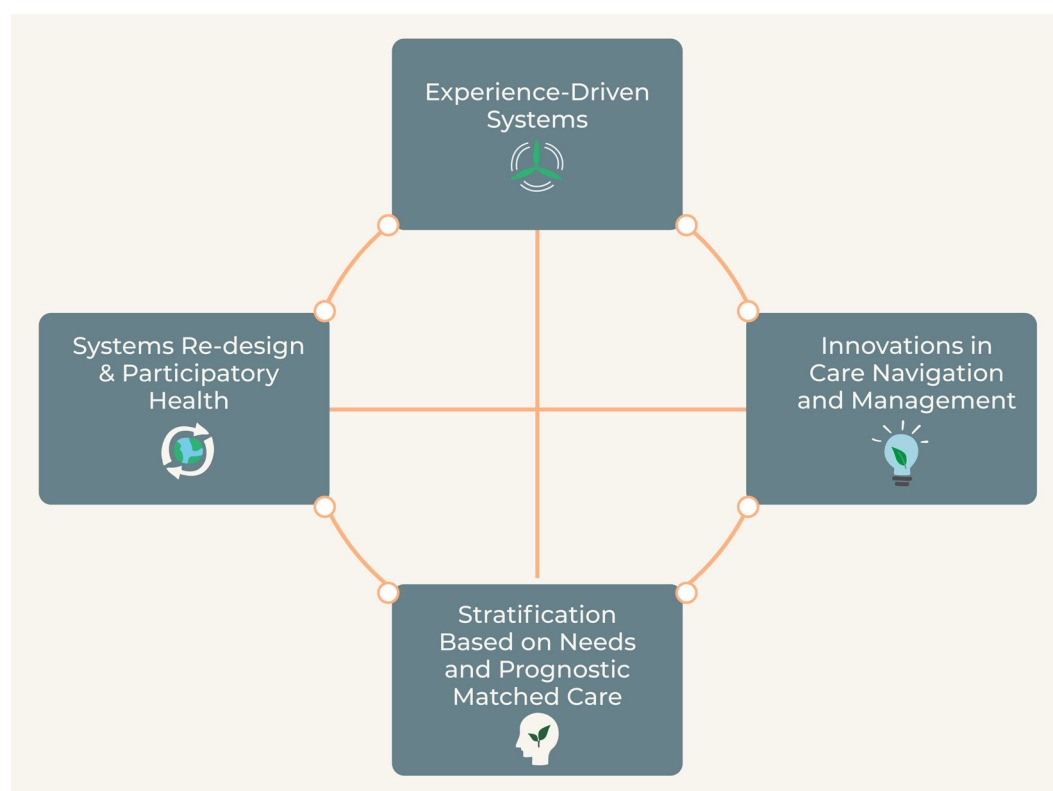 Experience-Driven
Systems
Systems Re-design
& Participatory
Health
Innovations in
Care Navigation
and Management
Stratification
Based on Needs
and Prognostic
Matched Care